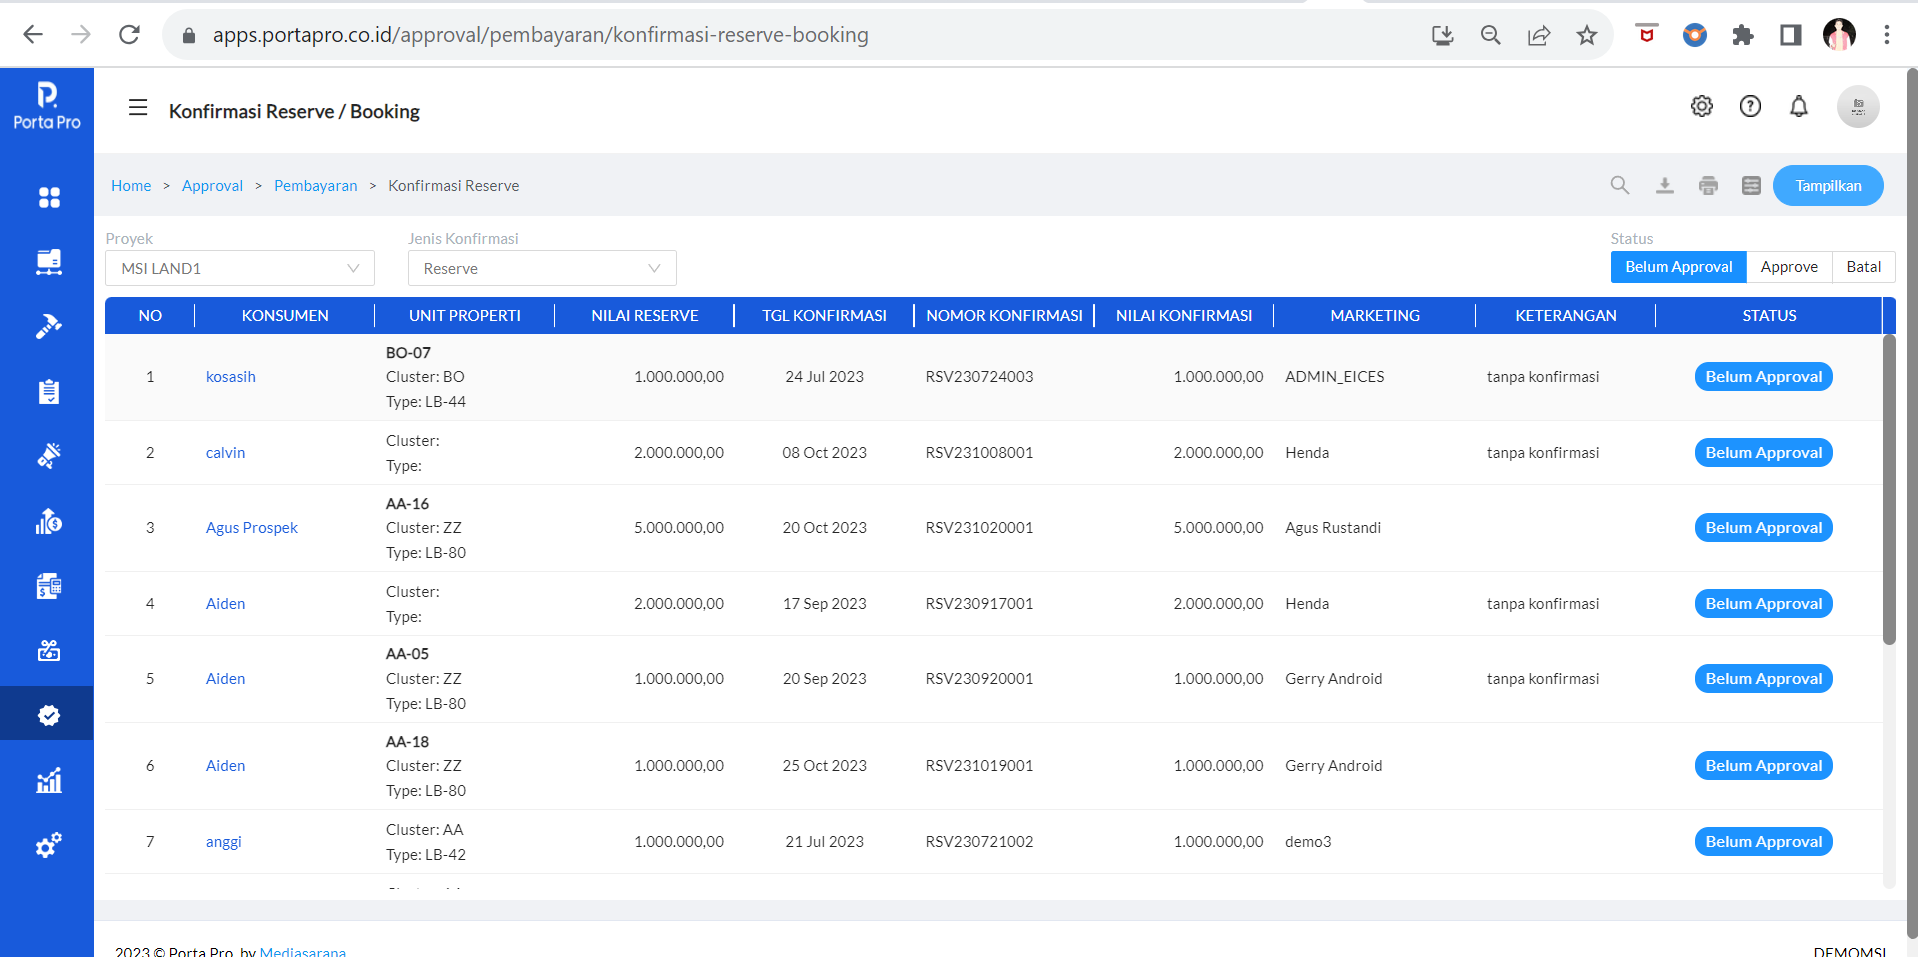 apps.portapro.co.id/approval/pembayaran/konfirmasi-reserve-booking
Porta Pro
Konfirmasi Reserve / Booking
Home > Approval > Pembayaran > Konfirmasi Reserve
Tampilkan
Proyek
MSI LAND1
Jenis Konfirmasi
Reserve
Status
Belum Approval Approve Batal
NO KONSUMEN UNIT PROPERTI NILAI RESERVE TGL KONFIRMASI NOMOR KONFIRMASI NILAI KONFIRMASI MARKETING KETERANGAN STATUS
BO-07
1 kosasih Cluster: BO 1.000.000,00 24 Jul 2023 RSV230724003 1.000.000,00 ADMIN_EICES tanpa konfirmasi Belum Approval
Type: LB-44
Cluster:
2 calvin 2.000.000,00 08 Oct 2023 RSV231008001 2.000.000,00 Henda tanpa konfirmasi Belum Approval
Type:
AA-16
3 Agus Prospek Cluster: ZZ 5.000.000,00 20 Oct 2023 RSV231020001 5.000.000,00 Agus Rustandi Belum Approval
Type: LB-80
Cluster:
4 Aiden 2.000.000,00 17 Sep 2023 RSV230917001 2.000.000,00 Henda tanpa konfirmasi Belum Approval
Type:
AA-05
5 Aiden Cluster: ZZ 1.000.000,00 20 Sep 2023 RSV230920001 1.000.000,00 Gerry Android tanpa konfirmasi Belum Approval
Type: LB-80
AA-18
6 Aiden Cluster: ZZ 1.000.000,00 25 Oct 2023 RSV231019001 1.000.000,00 Gerry Android Belum Approval
Type: LB-80
Cluster: AA
7 anggi 1.000.000,00 21 Jul 2023 RSV230721002 1.000.000,00 demo3 Belum Approval
Type: LB-42
2023 © Porta Pro. by Mediasarana
DEMOMSI